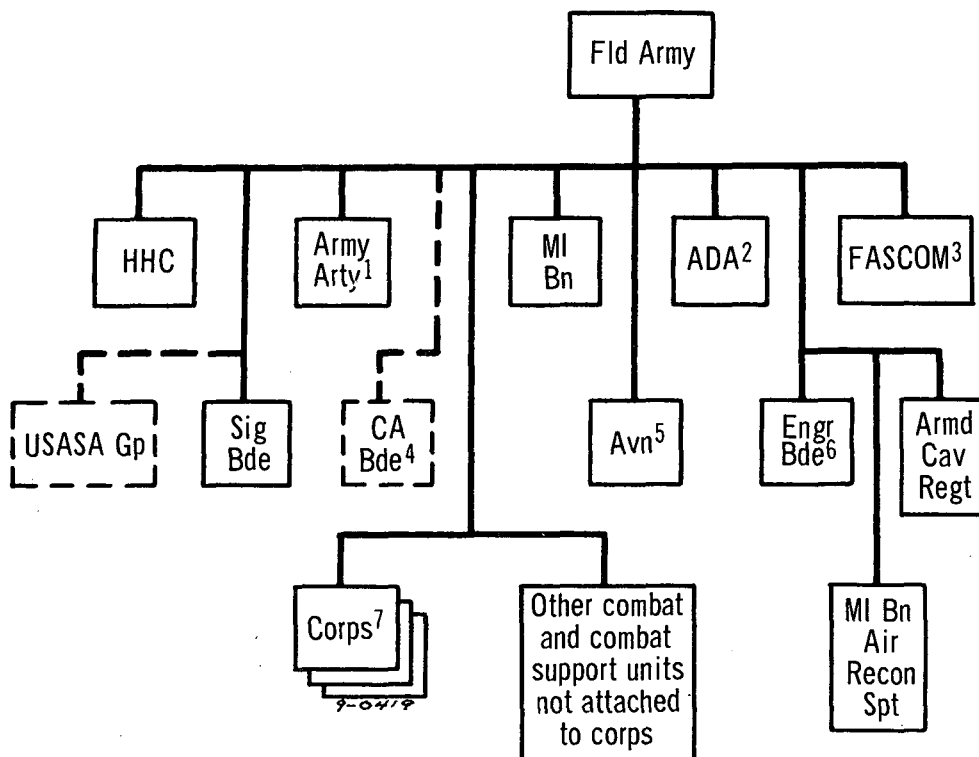 Fld Army
HHC
Army
Arty1
MI
Bn
ADA2
FASCOM3
USASA Gp
Sig
Bde
CA
Bde4
Avn5
Engr
Bde6
Armd
Cav
Regt
Corps7
9-0419
Other combat
and combat
support units
not attached
to corps
MI Bn
Air
Recon
Spt